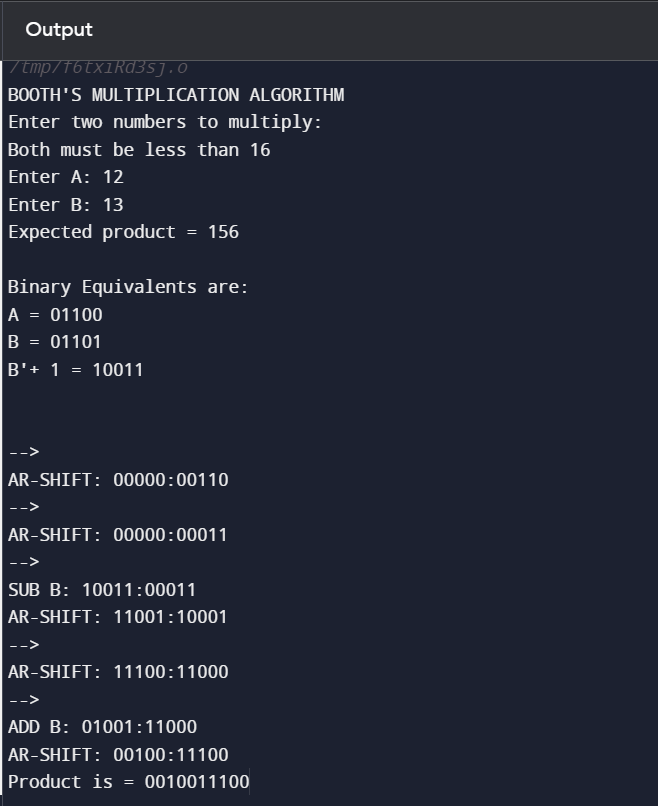 Output
/tmp/f6txiRd3sj.o
BOOTH'S MULTIPLICATION ALGORITHM
Enter two numbers to multiply:
Both must be less than 16
Enter A: 12
Enter B: 13
Expected product = 156
Binary Equivalents are:
A = 01100
B = 01101
B'+ 1 = 10011
-->
AR-SHIFT: 00000:00110
-->
AR-SHIFT: 00000:00011
-->
SUB B: 10011:00011
AR-SHIFT: 11001:10001
-->
AR-SHIFT: 11100:11000
-->
ADD B: 01001:11000
AR-SHIFT: 00100:11100
Product is = 0010011100